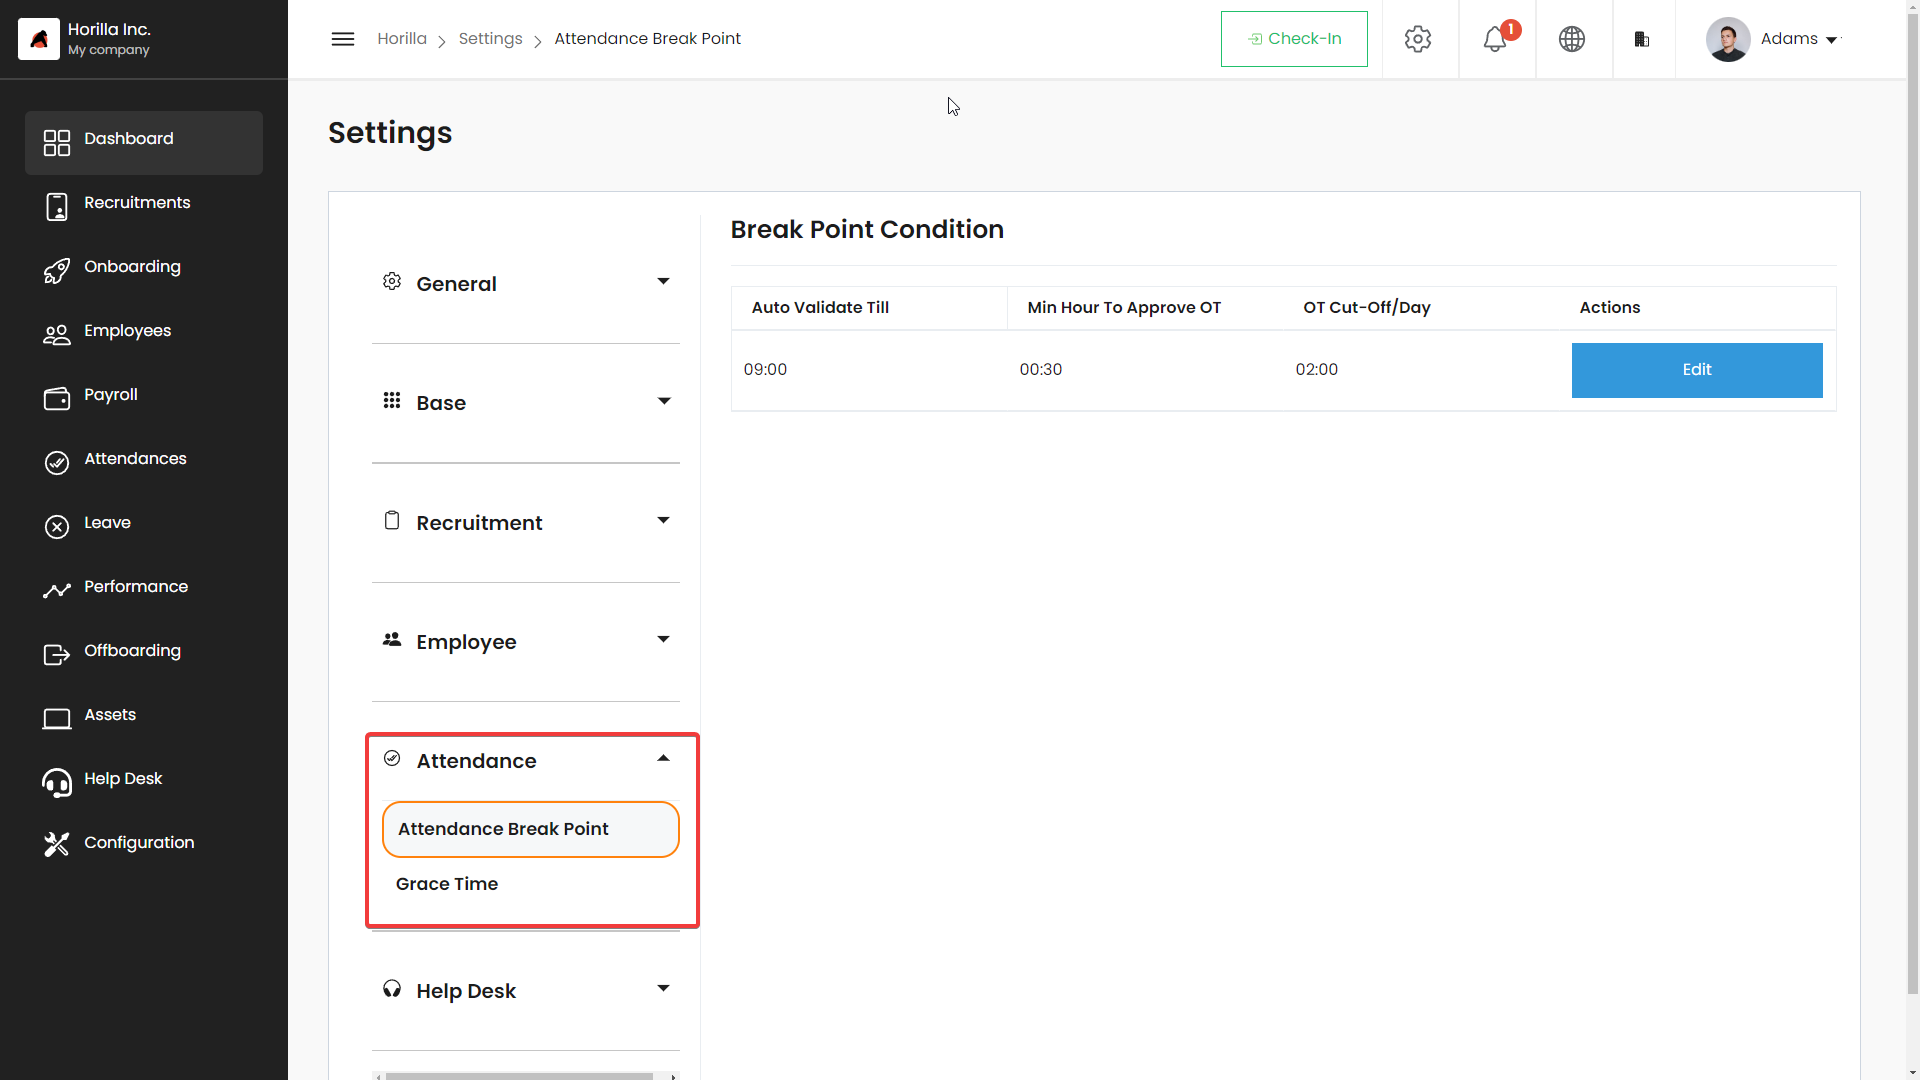 Horilla Inc.
My company
Horilla
Settings
Attendance Break Point
Check-In
1
Adams
Dashboard
Recruitments
Onboarding
Employees
Payroll
Attendances
Leave
Performance
Offboarding
Assets
Help Desk
Configuration
Settings
General
Base
Recruitment
Employee
Attendance
Attendance Break Point
Grace Time
Help Desk
Break Point Condition
Auto Validate Till Min Hour To Approve OT OT Cut-Off/Day Actions
09:00 00:30 02:00 Edit